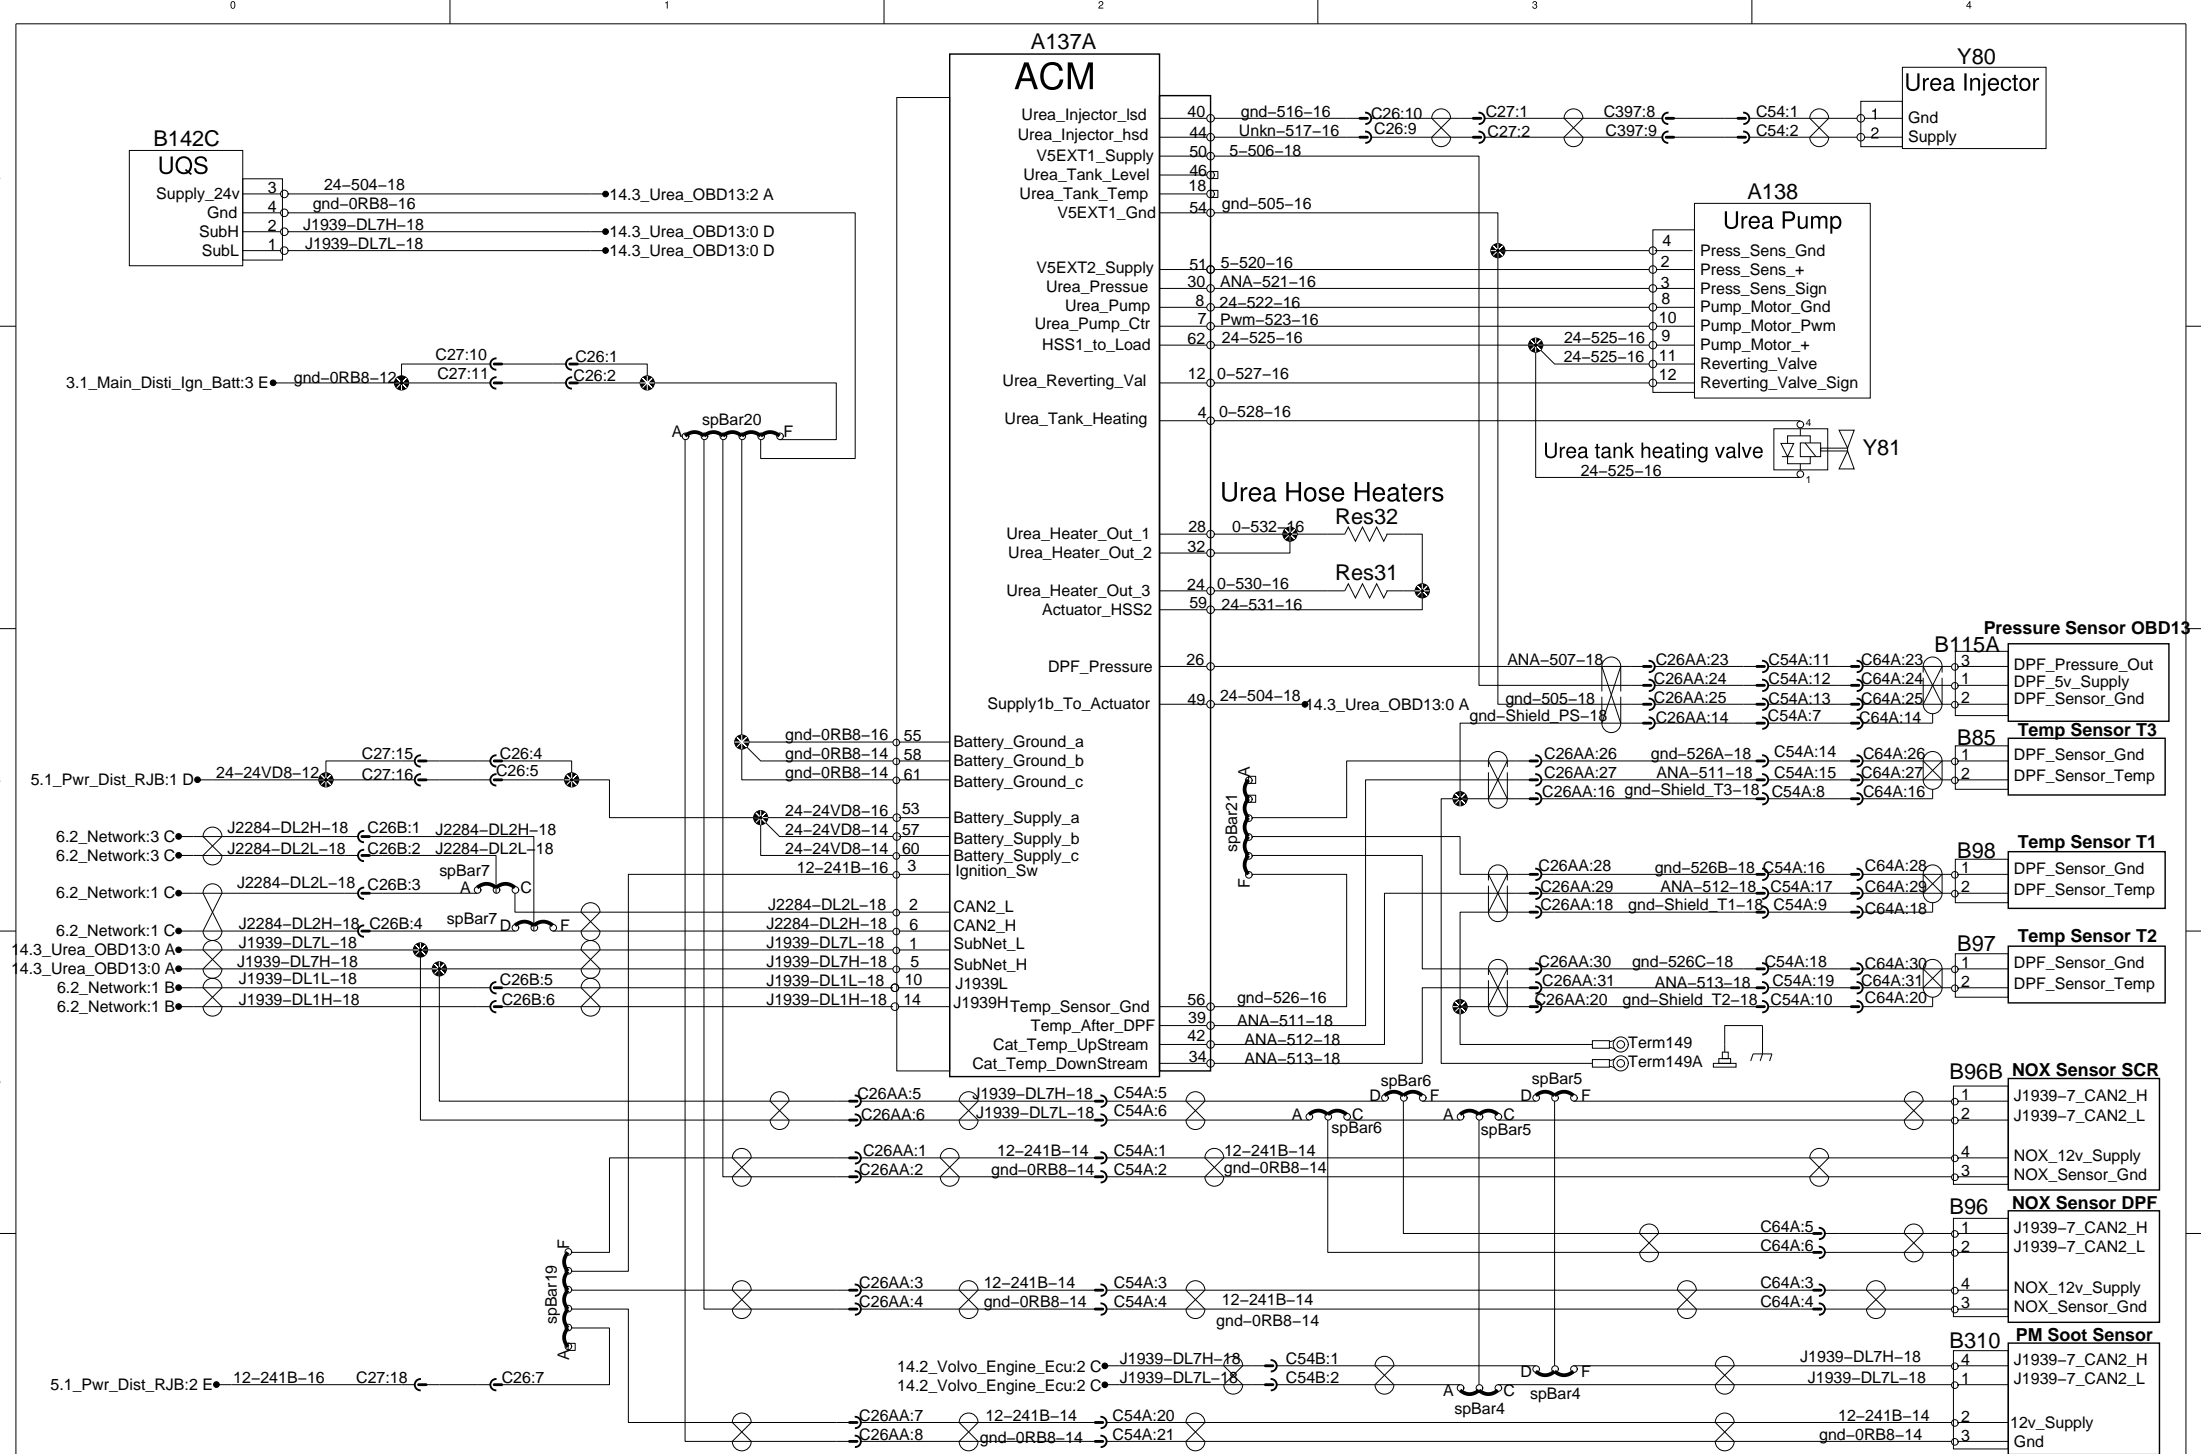 0 1 2 3 4
A137A
ACM
Urea_Injector_lsd 40 gnd-516-16 C26:10 C27:1 C397:8 C54:1
Urea_Injector_hsd 44 Unkn-517-16 C26:9 C27:2 C397:9 C54:2
V5EXT1_Supply 50 5-506-18
Urea_Tank_Level 46
Urea_Tank_Temp 18
V5EXT1_Gnd 54 gnd-505-16
V5EXT2_Supply 51 5-520-16
Urea_Pressue 30 ANA-521-16
Urea_Pump 8 24-522-16
Urea_Pump_Ctr 7 Pwm-523-16
HSS1_to_Load 62 24-525-16
Urea_Reverting_Val 12 0-527-16
Urea_Tank_Heating 4 0-528-16
Y80
Urea Injector
1 Gnd
2 Supply
A138
Urea Pump
4 Press_Sens_Gnd
2 Press_Sens_+
3 Press_Sens_Sign
8 Pump_Motor_Gnd
10 Pump_Motor_Pwm
24-525-16 9 Pump_Motor_+
24-525-16 11 Reverting_Valve
12 Reverting_Valve_Sign
4
Urea tank heating valve Y81
24-525-16
1
B142C
UQS
Supply_24v 3 24-504-18 14.3_Urea_OBD13:2 A
Gnd 4 gnd-0RB8-16
SubH 2 J1939-DL7H-18 14.3_Urea_OBD13:0 D
SubL 1 J1939-DL7L-18 14.3_Urea_OBD13:0 D
C27:10 C26:1
3.1_Main_Disti_Ign_Batt:3 E gnd-0RB8-12 C27:11 C26:2
spBar20
A F
Urea Hose Heaters
Res32
Urea_Heater_Out_1 28 0-532-16
Urea_Heater_Out_2 32
Res31
Urea_Heater_Out_3 24 0-530-16
Actuator_HSS2 59 24-531-16
DPF_Pressure 26 ANA-507-18 C26AA:23 C54A:11 C64A:23
C26AA:24 C54A:12 C64A:24
Supply1b_To_Actuator 49 24-504-18 14.3_Urea_OBD13:0 A gnd-505-18 C26AA:25 C54A:13 C64A:25
gnd-Shield_PS-18 C26AA:14 C54A:7 C64A:14
Pressure Sensor OBD13
B115A
3 DPF_Pressure_Out
1 DPF_5v_Supply
2 DPF_Sensor_Gnd
gnd-0RB8-16 55 Battery_Ground_a
gnd-0RB8-14 58 Battery_Ground_b
gnd-0RB8-14 61 Battery_Ground_c
C27:15 C26:4
5.1_Pwr_Dist_RJB:1 D 24-24VD8-12 C27:16 C26:5
24-24VD8-16 53 Battery_Supply_a
24-24VD8-14 57 Battery_Supply_b
24-24VD8-14 60 Battery_Supply_c
12-241B-16 3 Ignition_Sw
Temp Sensor T3
B85
C26AA:26 gnd-526A-18 C54A:14 C64A:26 1 DPF_Sensor_Gnd
C26AA:27 ANA-511-18 C54A:15 C64A:27 2 DPF_Sensor_Temp
C26AA:16 gnd-Shield_T3-18 C54A:8 C64A:16
A
spBar21
F
6.2_Network:3 C J2284-DL2H-18 C26B:1 J2284-DL2H-18
6.2_Network:3 C J2284-DL2L-18 C26B:2 J2284-DL2L-18
spBar7
6.2_Network:1 C J2284-DL2L-18 C26B:3 A C
J2284-DL2L-18 2 CAN2_L
spBar7
6.2_Network:1 C J2284-DL2H-18 C26B:4 D F J2284-DL2H-18 6 CAN2_H
14.3_Urea_OBD13:0 A J1939-DL7L-18 J1939-DL7L-18 1 SubNet_L
14.3_Urea_OBD13:0 A J1939-DL7H-18 J1939-DL7H-18 5 SubNet_H
6.2_Network:1 B J1939-DL1L-18 C26B:5 J1939-DL1L-18 10 J1939L
6.2_Network:1 B J1939-DL1H-18 C26B:6 J1939-DL1H-18 14 J1939H
Temp Sensor T1
B98
C26AA:28 gnd-526B-18 C54A:16 C64A:28 1 DPF_Sensor_Gnd
C26AA:29 ANA-512-18 C54A:17 C64A:29 2 DPF_Sensor_Temp
C26AA:18 gnd-Shield_T1-18 C54A:9 C64A:18
Temp Sensor T2
B97
C26AA:30 gnd-526C-18 C54A:18 C64A:30 1 DPF_Sensor_Gnd
C26AA:31 ANA-513-18 C54A:19 C64A:31 2 DPF_Sensor_Temp
C26AA:20 gnd-Shield_T2-18 C54A:10 C64A:20
Temp_Sensor_Gnd 56 gnd-526-16
Temp_After_DPF 39 ANA-511-18
Cat_Temp_UpStream 42 ANA-512-18
Cat_Temp_DownStream 34 ANA-513-18
Term149
Term149A
B96B NOX Sensor SCR
spBar6 spBar5
D F D F
C26AA:5 J1939-DL7H-18 C54A:5 1 J1939-7_CAN2_H
C26AA:6 J1939-DL7L-18 C54A:6 A C A C 2 J1939-7_CAN2_L
spBar6 spBar5
C26AA:1 12-241B-14 C54A:1 12-241B-14 4 NOX_12v_Supply
C26AA:2 gnd-0RB8-14 C54A:2 gnd-0RB8-14 3 NOX_Sensor_Gnd
B96 NOX Sensor DPF
C64A:5 1 J1939-7_CAN2_H
C64A:6 2 J1939-7_CAN2_L
F
spBar19
A
C26AA:3 12-241B-14 C54A:3 C64A:3 4 NOX_12v_Supply
C26AA:4 gnd-0RB8-14 C54A:4 12-241B-14 C64A:4 3 NOX_Sensor_Gnd
gnd-0RB8-14
B310 PM Soot Sensor
14.2_Volvo_Engine_Ecu:2 C J1939-DL7H-18 C54B:1 D F J1939-DL7H-18 4 J1939-7_CAN2_H
14.2_Volvo_Engine_Ecu:2 C J1939-DL7L-18 C54B:2 A C spBar4 J1939-DL7L-18 1 J1939-7_CAN2_L
spBar4
5.1_Pwr_Dist_RJB:2 E 12-241B-16 C27:18 C26:7
C26AA:7 12-241B-14 C54A:20 12-241B-14 2 12v_Supply
C26AA:8 gnd-0RB8-14 C54A:21 gnd-0RB8-14 3 Gnd